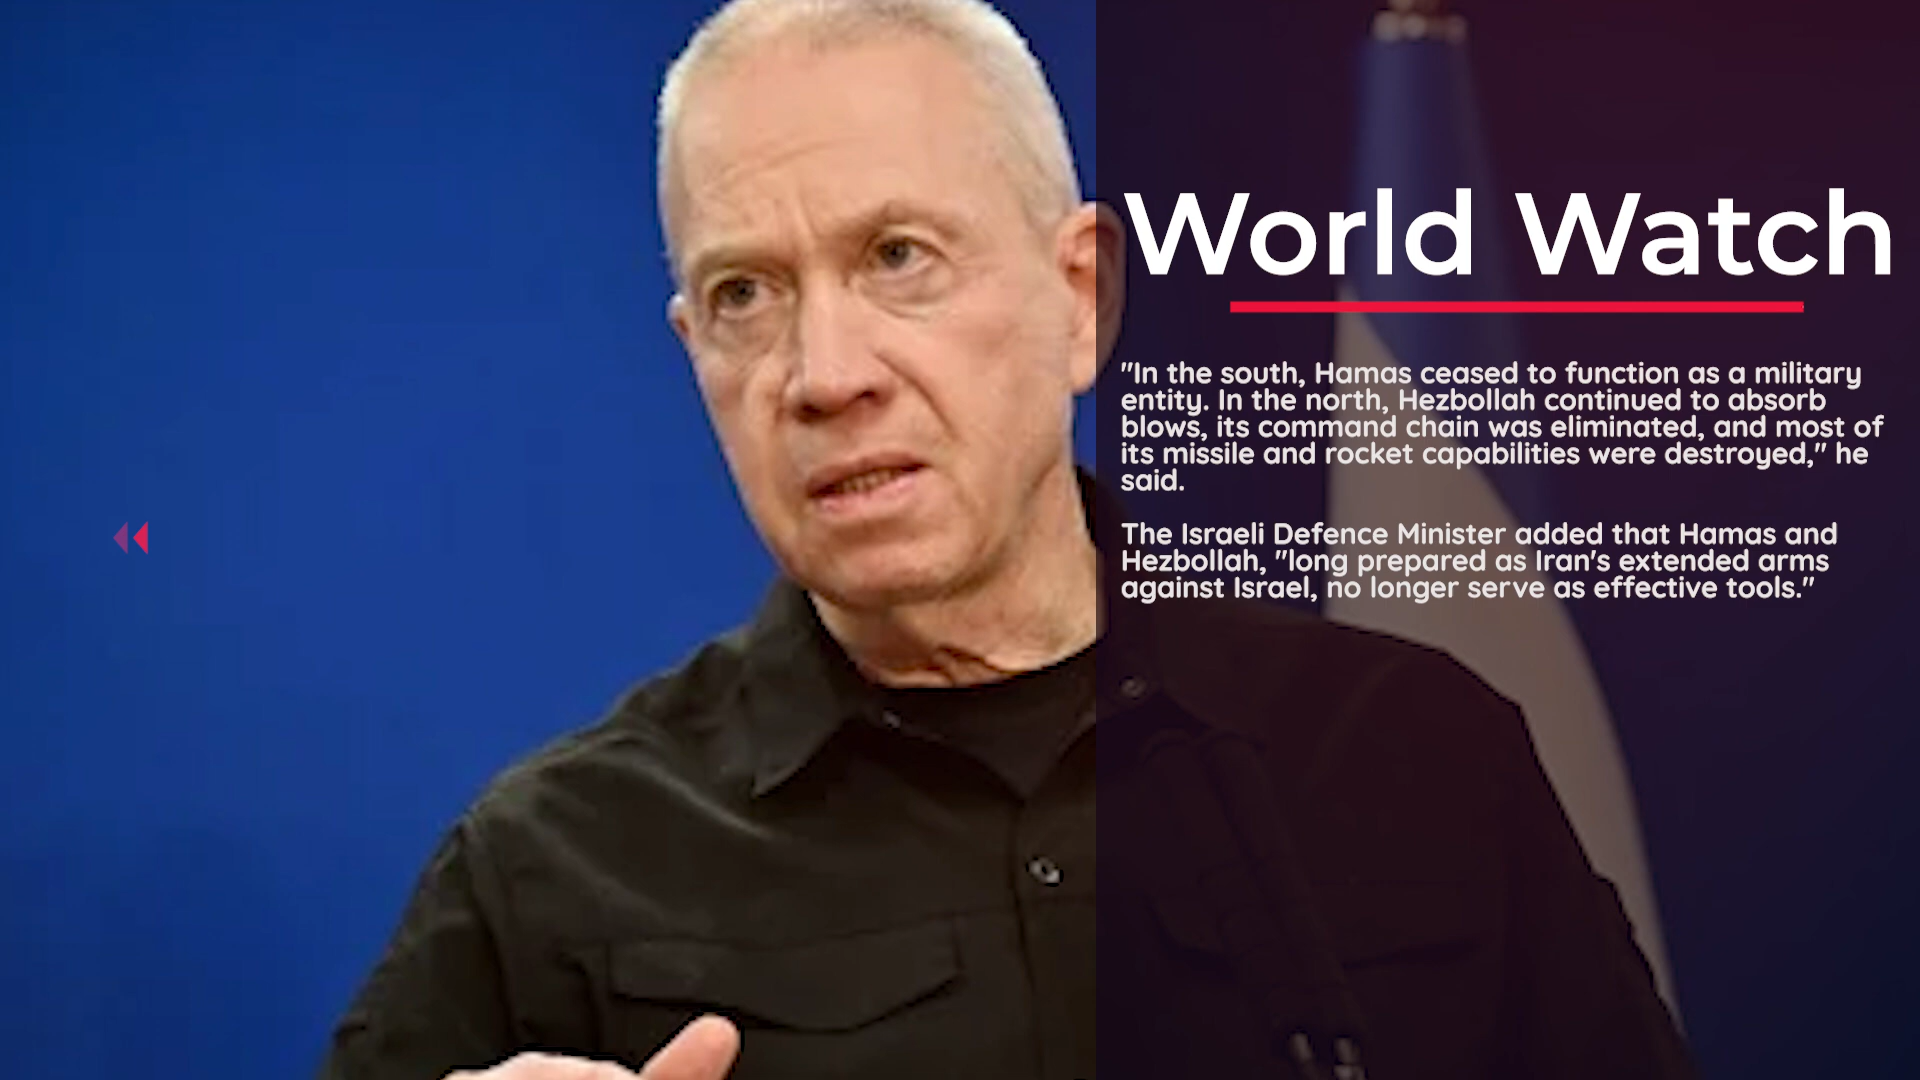 World Watch
"In the south, Hamas ceased to function as a military
entity. In the north, Hezbollah continued to absorb
blows, its command chain was eliminated, and most of
its missile and rocket capabilities were destroyed," he
said.
The Israeli Defence Minister added that Hamas and
Hezbollah, "long prepared as Iran's extended arms
against Israel, no longer serve as effective tools."